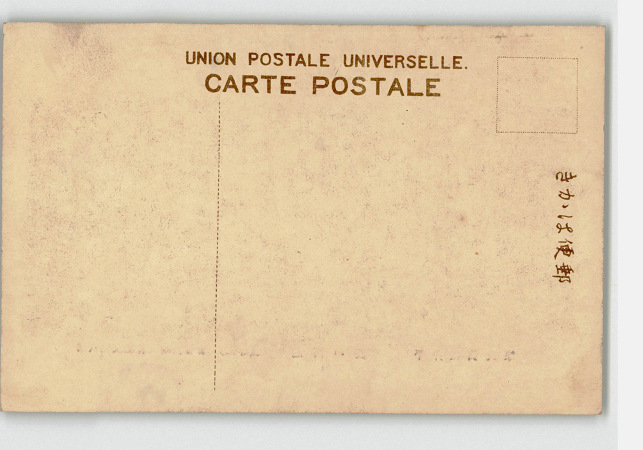 UNION POSTALE UNIVERSELLE.
CARTE POSTALE
きかは便郵